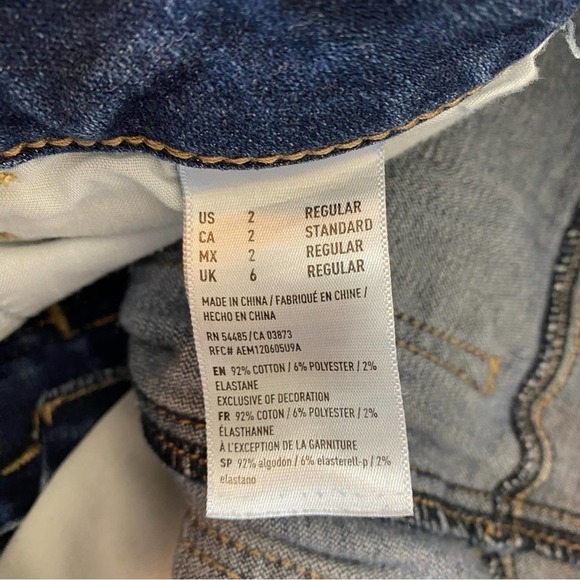 US 2 REGULAR
CA 2 STANDARD
MX 2 REGULAR
UK 6 REGULAR
MADE IN CHINA / FABRIQUÉ EN CHINE /
HECHO EN CHINA
RN 54485 / CA 03873
RFC# AEM120605U9A
EN 92% COTTON / 6% POLYESTER / 2%
ELASTANE
EXCLUSIVE OF DECORATION
FR 92% COTON / 6% POLYESTER / 2%
ÉLASTHANNE
À L'EXCEPTION DE LA GARNITURE
SP 92% algodón / 6% elasterell-p / 2%
elastano